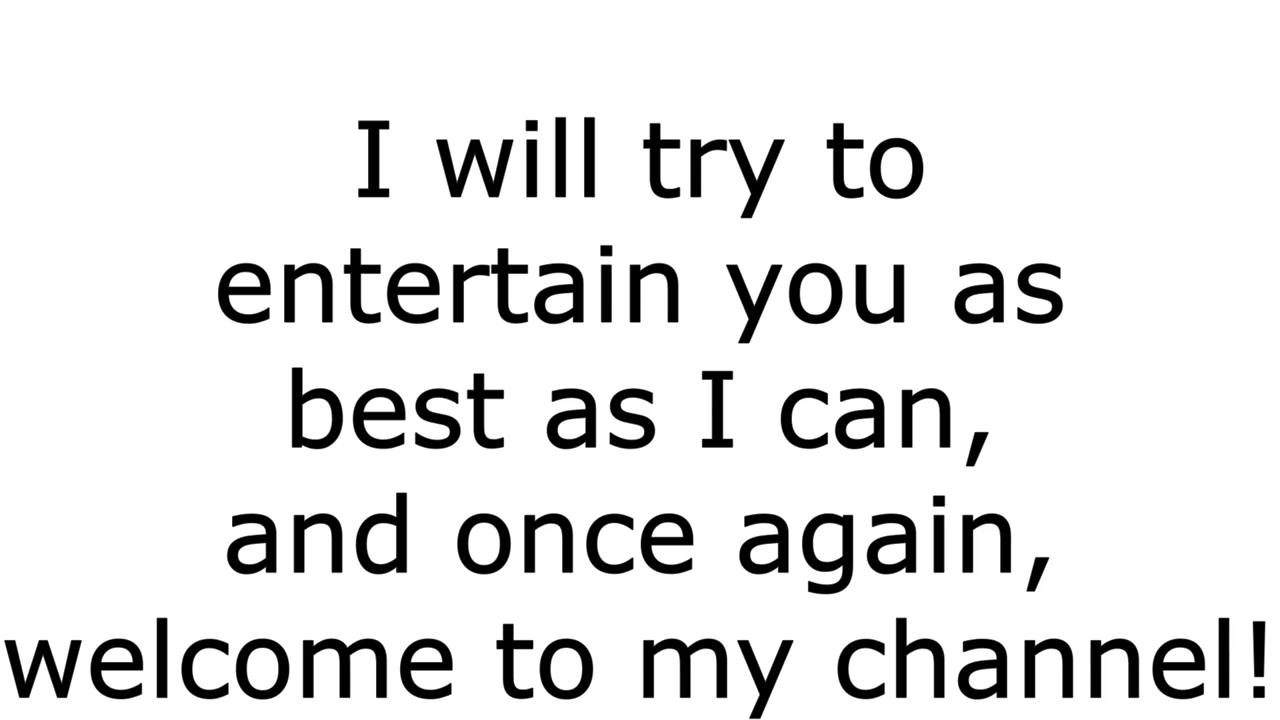 I will try to
entertain you as
best as I can,
and once again,
welcome to my channel!